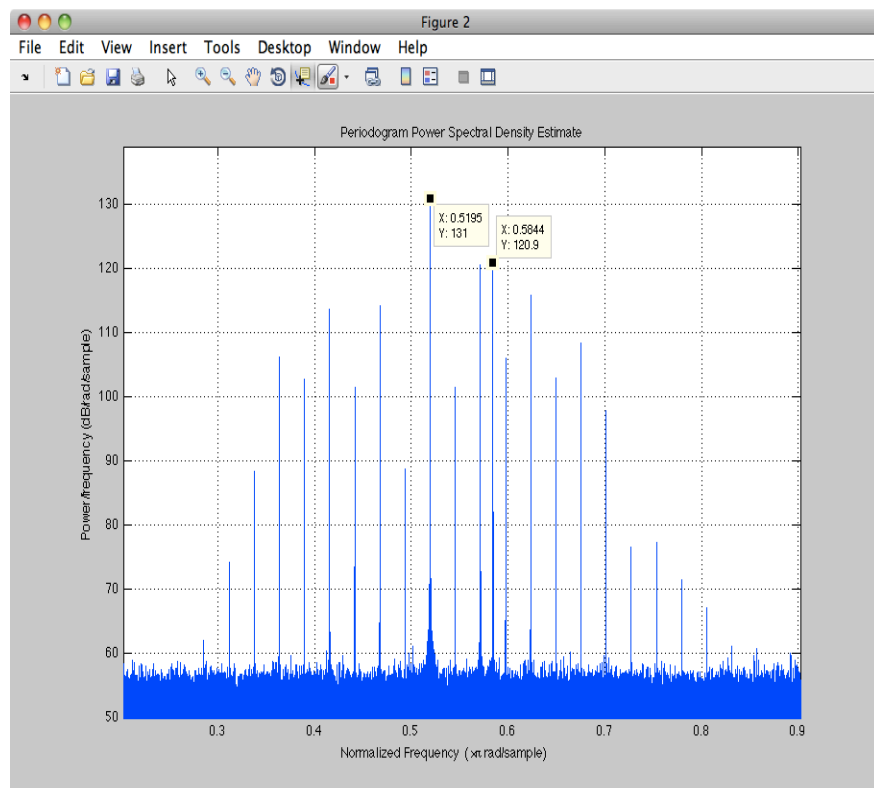 Figure 2
File Edit View Insert Tools Desktop Window Help
Periodogram Power Spectral Density Estimate
130
120
110
100
90
80
70
60
50
X: 0.5195
Y: 131
X: 0.5844
Y: 120.9
Power/frequency (dB/rad/sample)
0.3 0.4 0.5 0.6 0.7 0.8 0.9
Normalized Frequency (×π rad/sample)